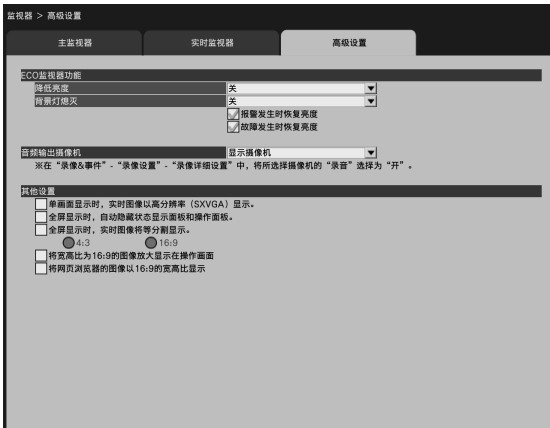 监视器 > 高级设置
主监视器 实时监视器 高级设置
ECO监视器功能
降低亮度 关
背景灯熄灭 关
报警发生时恢复亮度
故障发生时恢复亮度
音频输出摄像机 显示摄像机
※在“录像&事件”-“录像设置”-“录像详细设置”中，将所选择摄像机的“录音”选择为“开”。
其他设置
单画面显示时，实时图像以高分辨率（SXVGA）显示。
全屏显示时，自动隐藏状态显示面板和操作面板。
全屏显示时，实时图像将等分割显示。
4:3 16:9
将宽高比为16:9的图像放大显示在操作画面
将网页浏览器的图像以16:9的宽高比显示